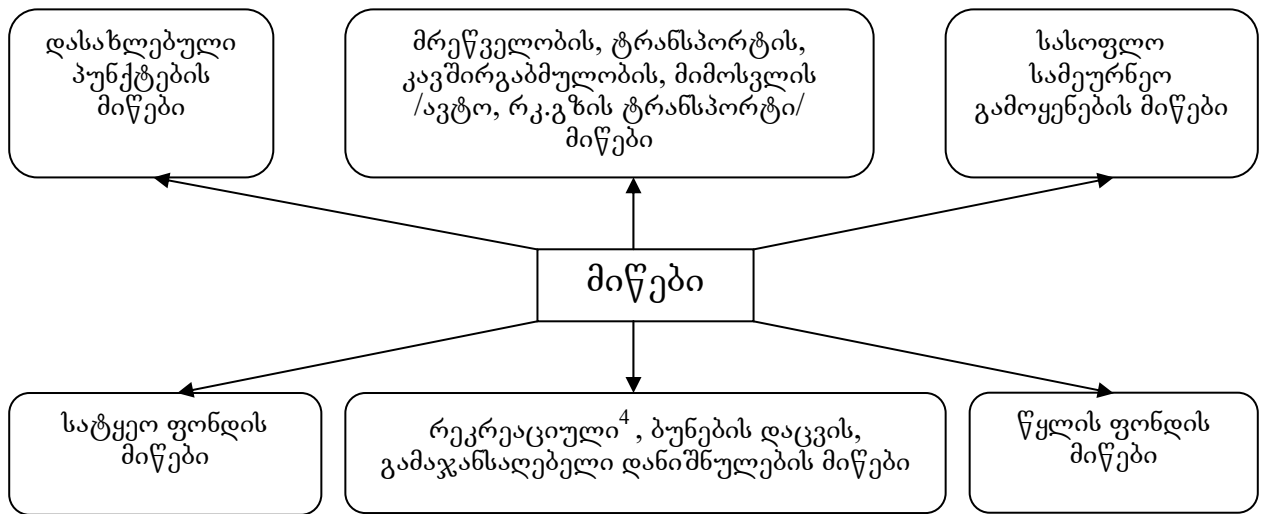 დასახლებული
პუნქტების
მიწები
მრეწველობის, ტრანსპორტის,
კავშირგაბმულობის, მიმოსვლის
/ავტო, რკ.გზის ტრანსპორტი/
მიწები
სასოფლო
სამეურნეო
გამოყენების მიწები
მიწები
სატყეო ფონდის
მიწები
რეკრეაციული⁴ , ბუნების დაცვის,
გამაჯანსაღებელი დანიშნულების მიწები
წყლის ფონდის
მიწები